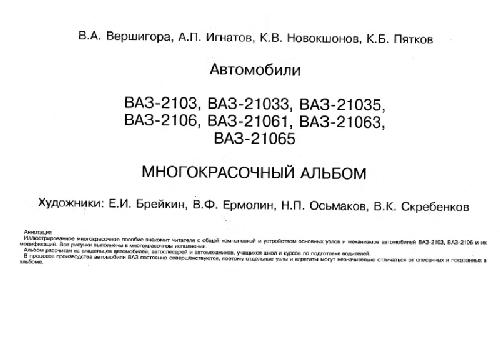 В.А. Вершигора, А.П. Игнатов, К.В. Новокшонов, К.Б. Пятков
Автомобили
ВАЗ-2103, ВАЗ-21033, ВАЗ-21035,
ВАЗ-2106, ВАЗ-21061, ВАЗ-21063,
ВАЗ-21065
МНОГОКРАСОЧНЫЙ АЛЬБОМ
Художники: Е.И. Брейкин, В.Ф. Ермолин, Н.П. Осьмаков, В.К. Скребенков
Аннотация
Иллюстрированное многокрасочное пособие знакомит читателя с общей компоновкой и устройством основных узлов и механизмов автомобилей ВАЗ-2103, ВАЗ-2106 и их
модификаций. Все рисунки выполнены в многокрасочном исполнении.
Альбом рассчитан на владельцев автомобилей, автослесарей и автомехаников, учащихся школ и курсов по подготовке водителей.
В процессе производства автомобили ВАЗ постоянно совершенствуются, поэтому отдельные узлы и агрегаты могут незначительно отличаться от описанных и показанных в
альбоме.